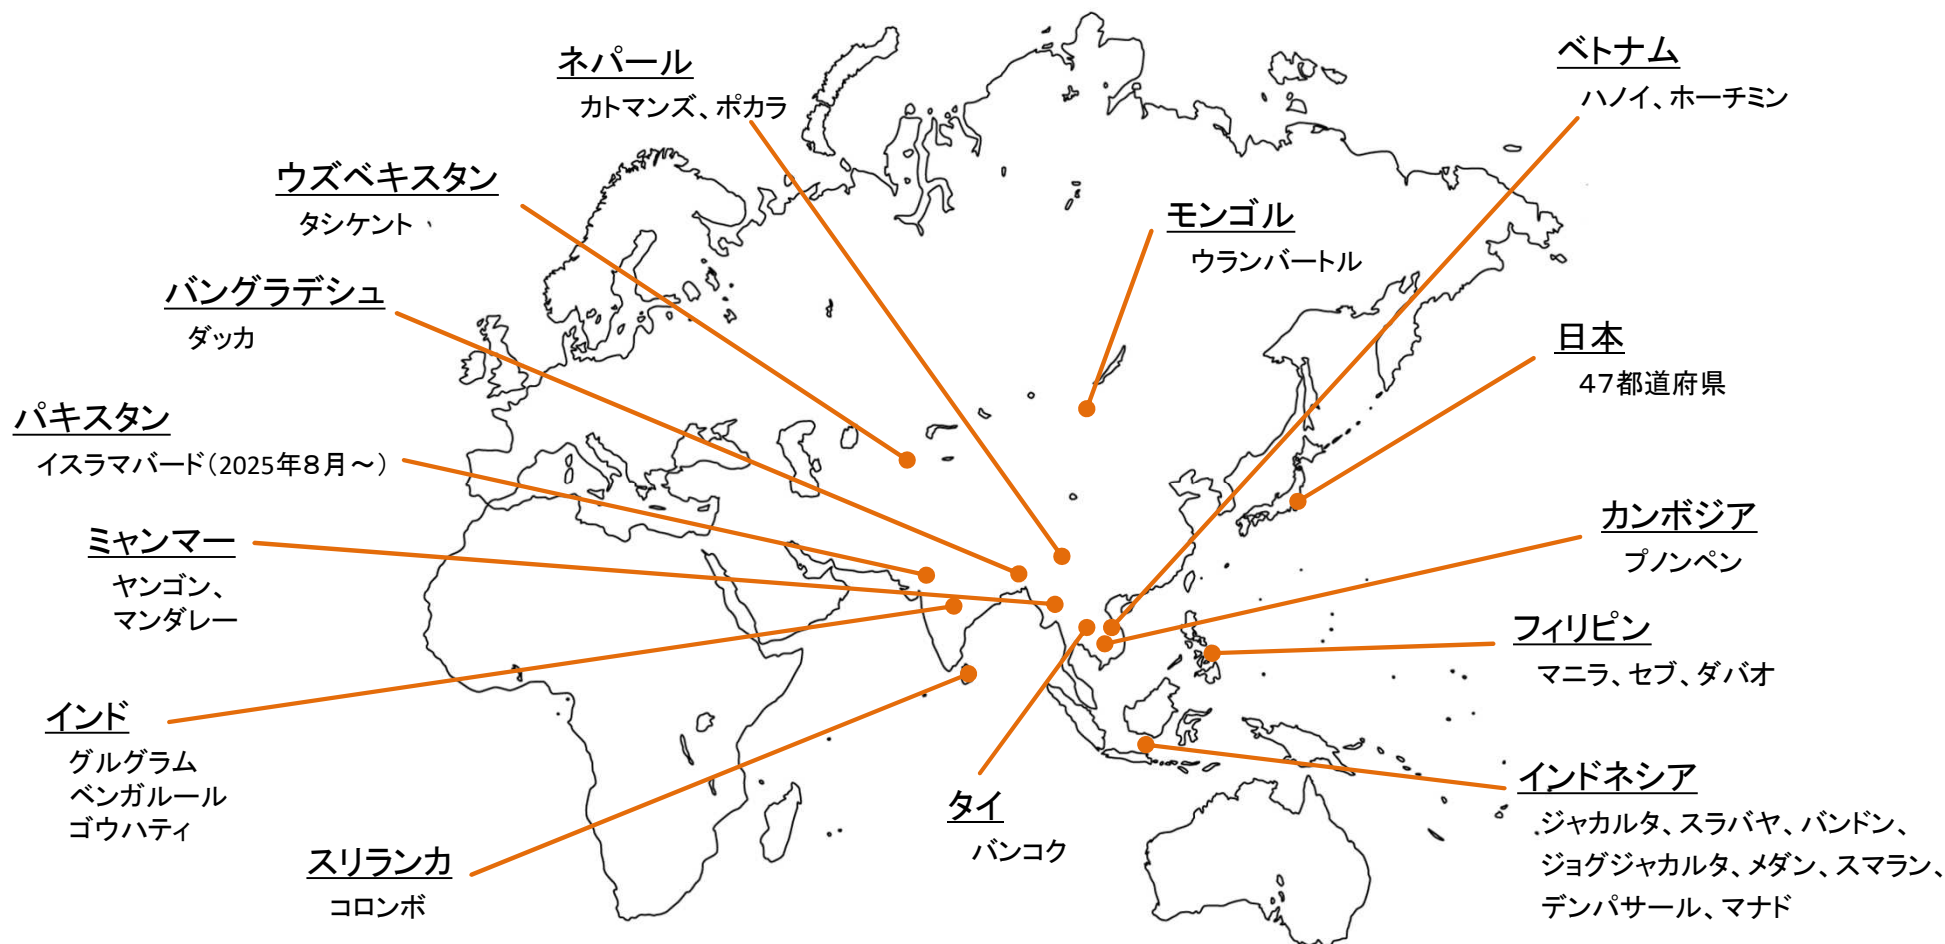 ネパール
カトマンズ、ポカラ
ベトナム
ハノイ、ホーチミン
ウズベキスタン
タシケント
モンゴル
ウランバートル
バングラデシュ
ダッカ
日本
47都道府県
パキスタン
イスラマバード（2025年８月～）
ミャンマー
ヤンゴン、
マンダレー
カンボジア
プノンペン
フィリピン
マニラ、セブ、ダバオ
インド
グルグラム
ベンガルール
ゴウハティ
スリランカ
コロンボ
タイ
バンコク
インドネシア
ジャカルタ、スラバヤ、バンドン、
ジョグジャカルタ、メダン、スマラン、
デンパサール、マナド